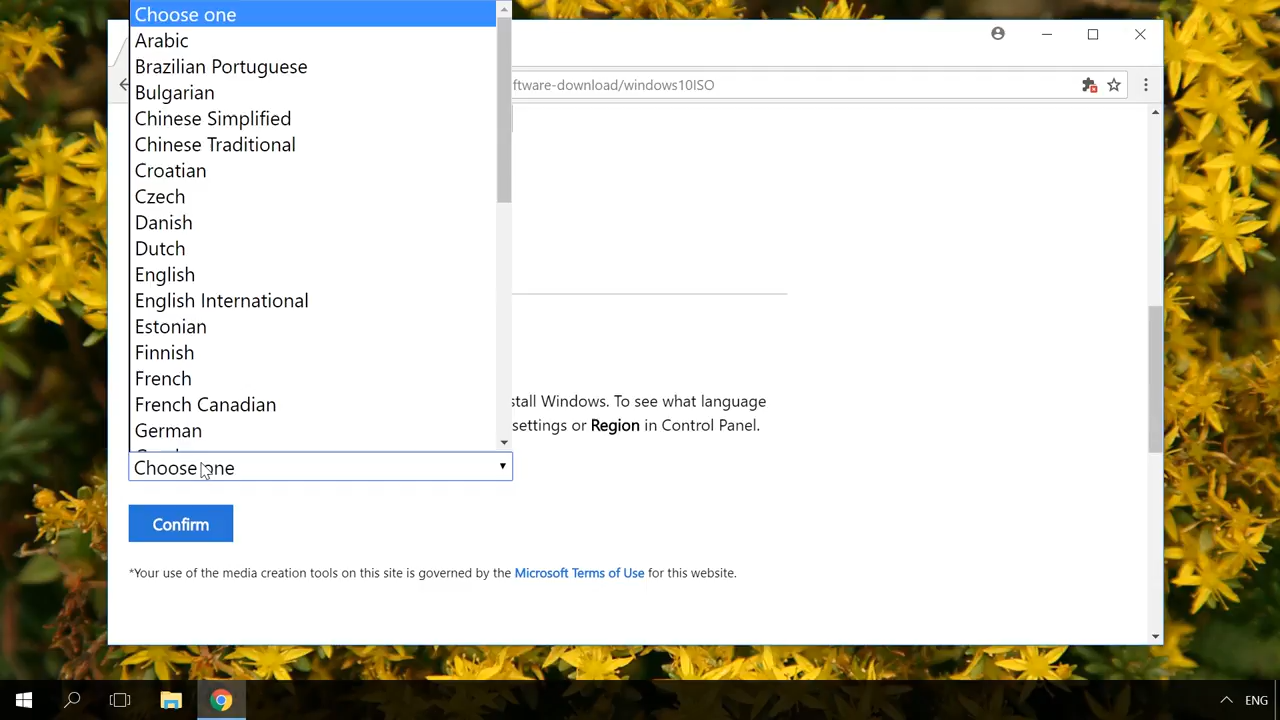 Choose one
Arabic
Brazilian Portuguese
Bulgarian
Chinese Simplified
Chinese Traditional
Croatian
Czech
Danish
Dutch
English
English International
Estonian
Finnish
French
French Canadian
German
ftware-download/windows10ISO
stall Windows. To see what language
settings or Region in Control Panel.
Choose one
Confirm
*Your use of the media creation tools on this site is governed by the Microsoft Terms of Use for this website.
ENG